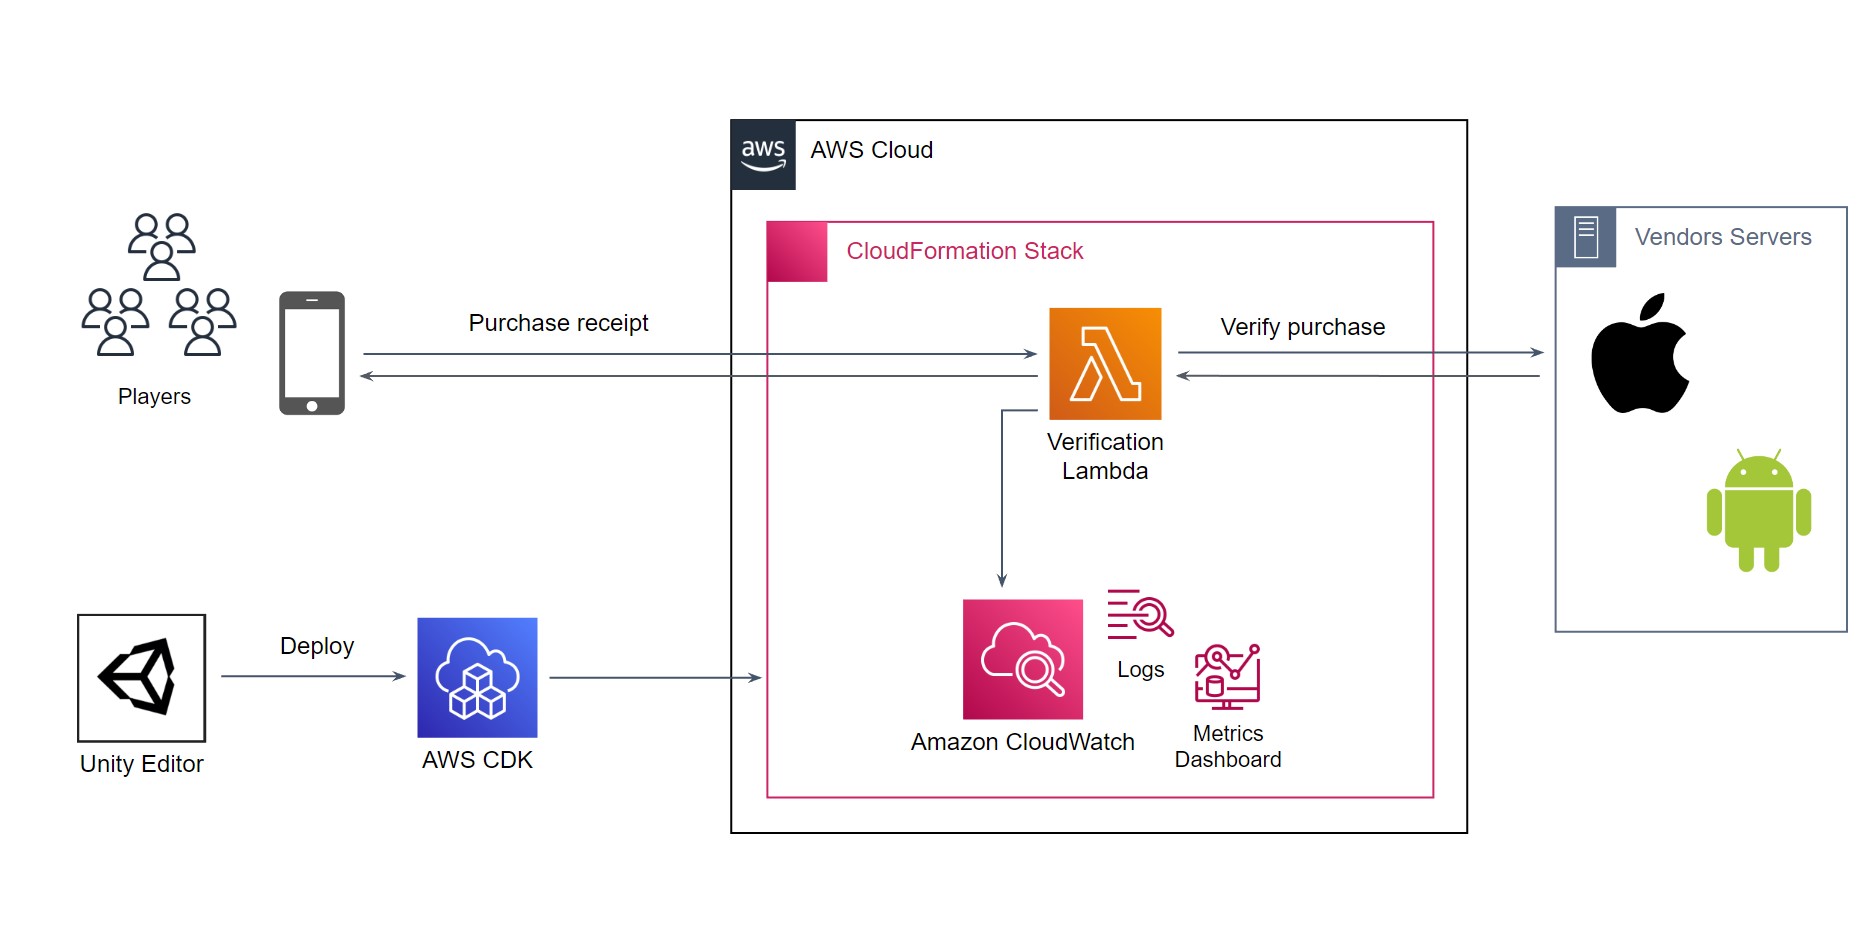 aws
AWS Cloud
CloudFormation Stack
Vendors Servers
Players
Purchase receipt
Verify purchase
Verification
Lambda
Unity Editor
Deploy
AWS CDK
Amazon CloudWatch
Logs
Metrics
Dashboard